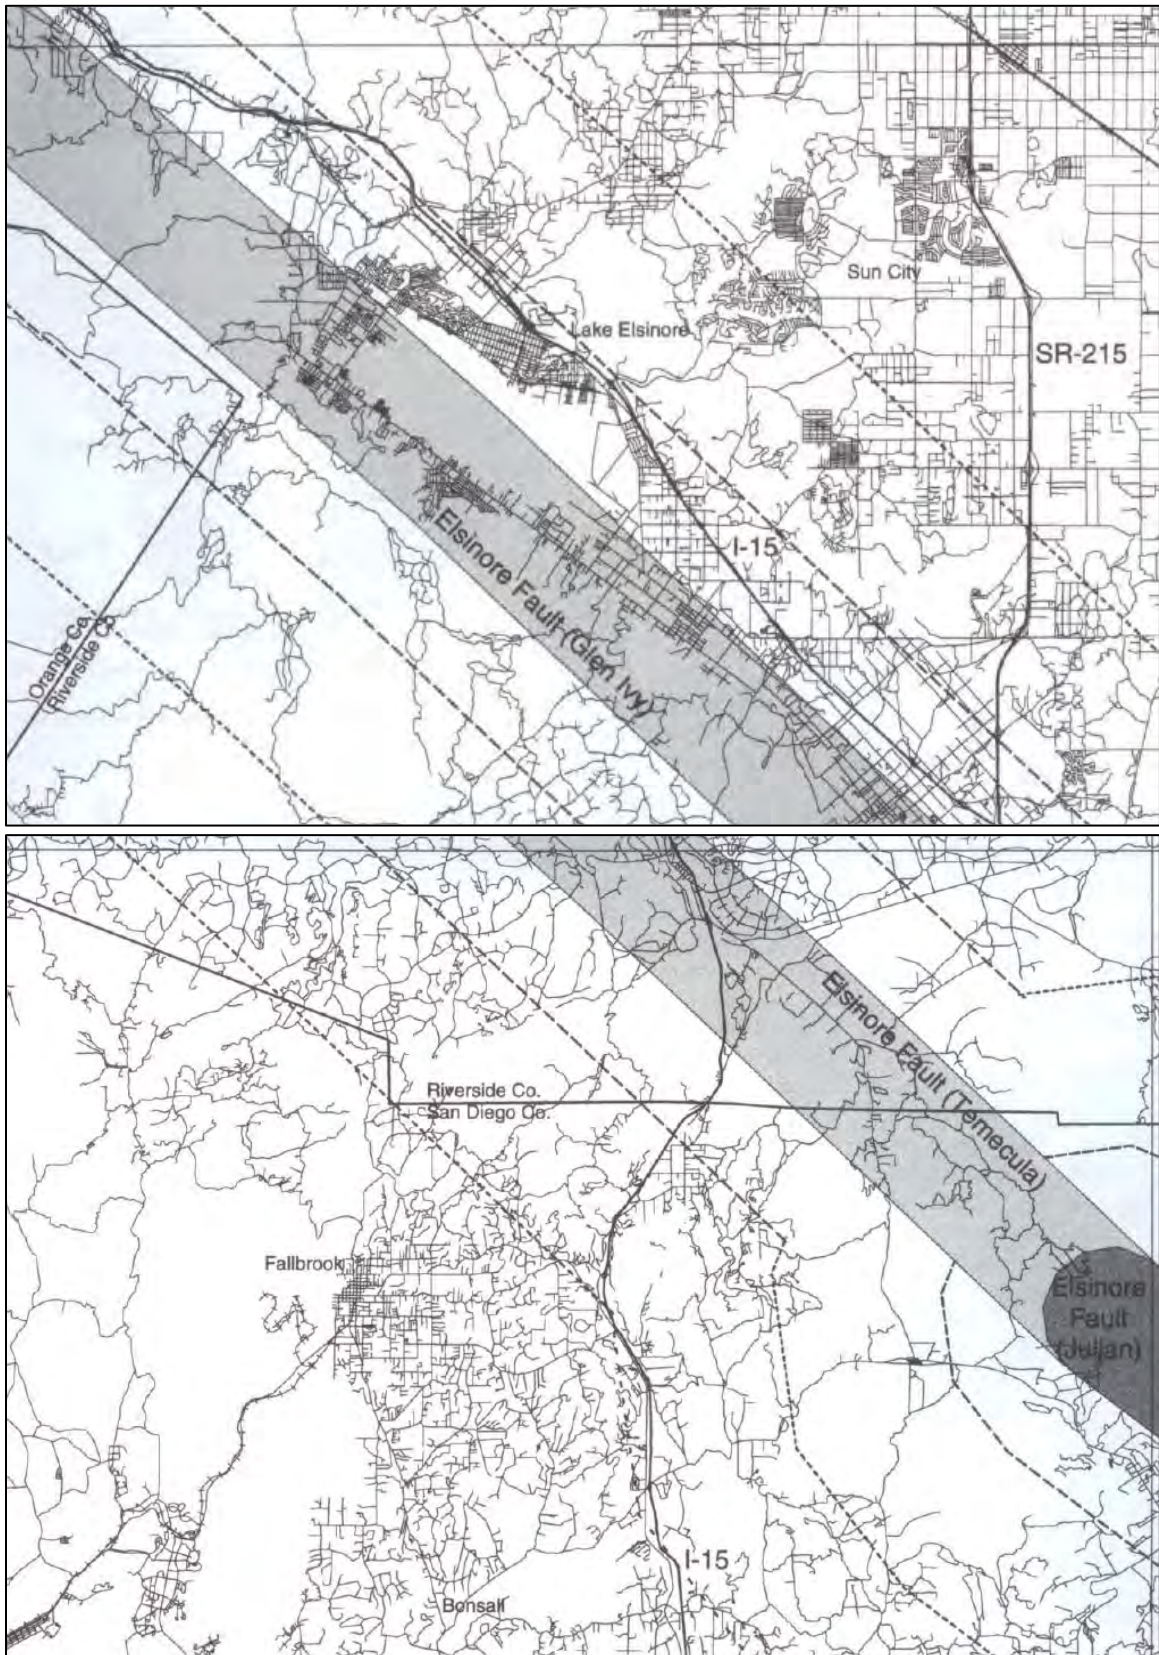 Sun City
Lake Elsinore
SR-215
I-15
Elsinore Fault (Glen Ivy)
Orange Co.
Riverside Co.
Elsinore Fault (Temecula)
Riverside Co.
San Diego Co.
Fallbrook
Elsinore
Fault
(Julian)
I-15
Bonsall